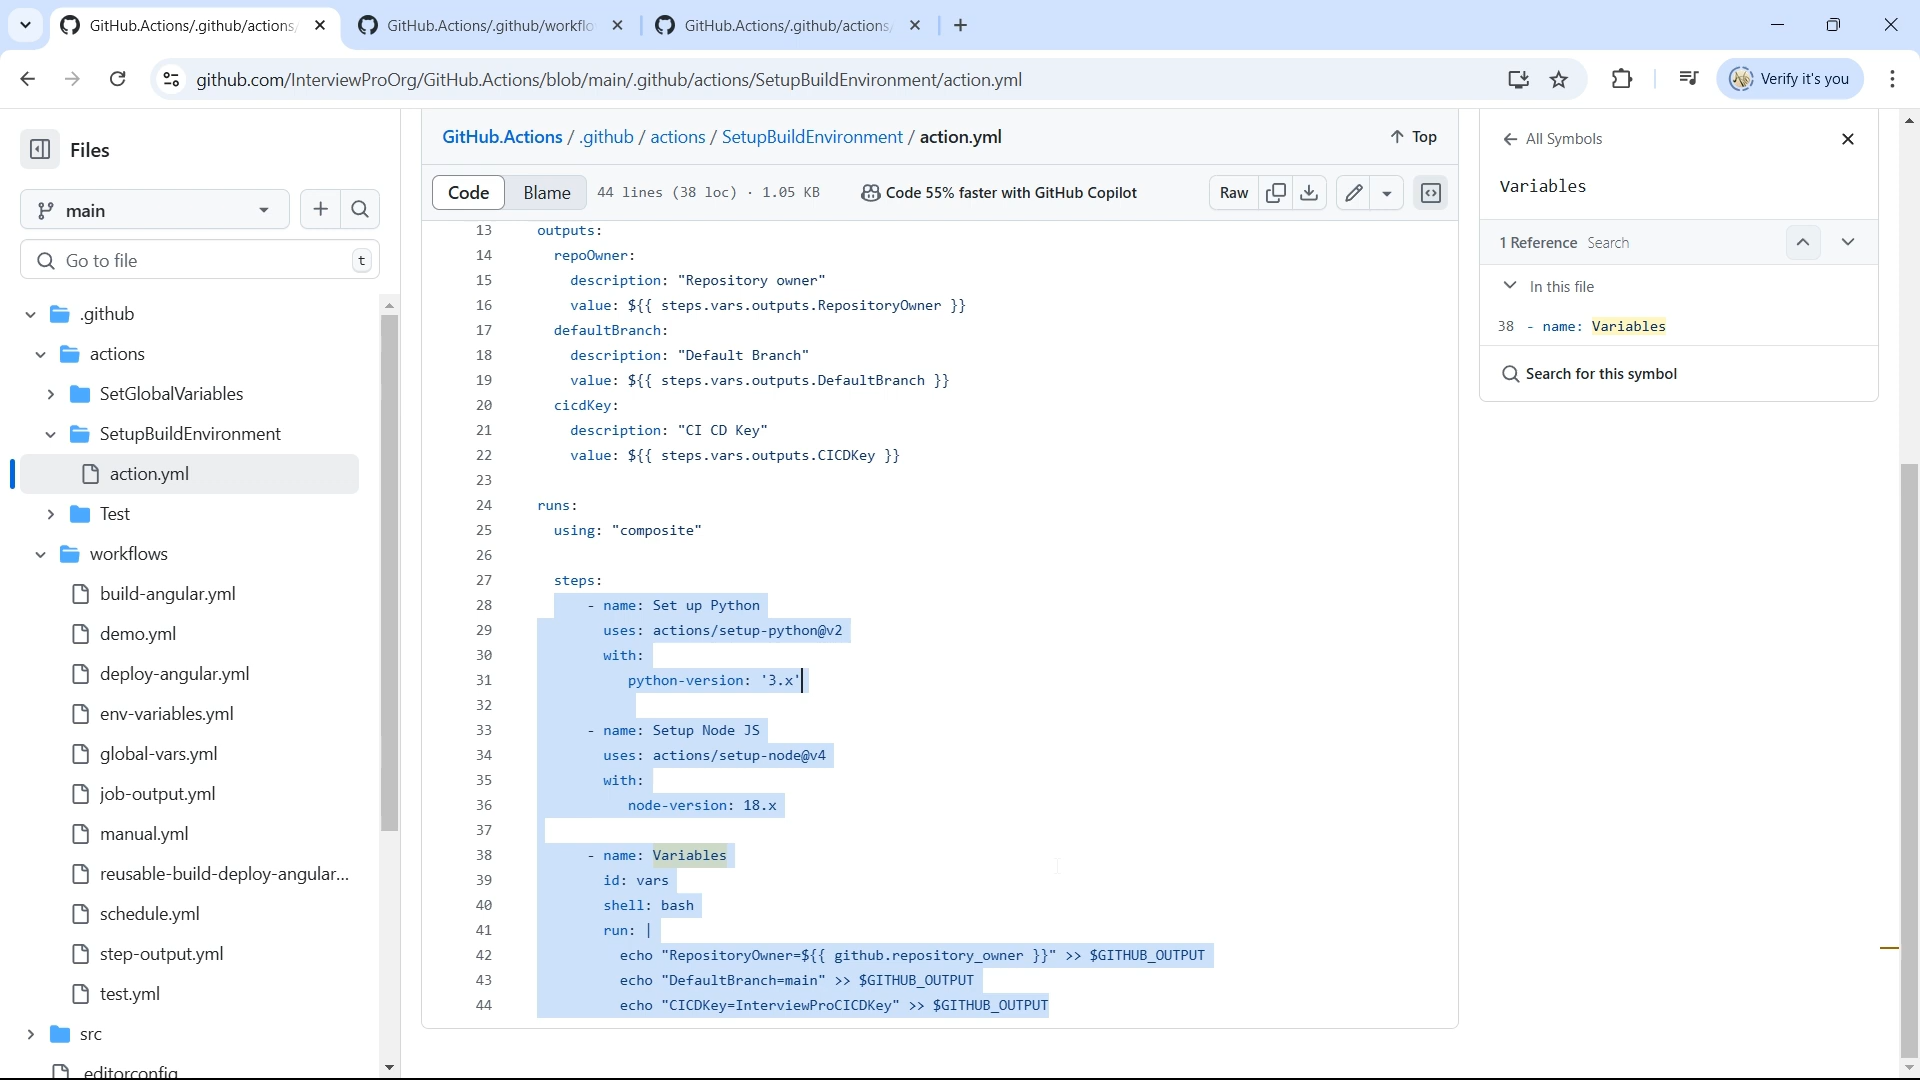 GitHub.Actions/.github/actions/
GitHub.Actions/.github/workflo
GitHub.Actions/.github/actions/
github.com/InterviewProOrg/GitHub.Actions/blob/main/.github/actions/SetupBuildEnvironment/action.yml
Verify it's you
Files
main
Go to file
t
.github
actions
SetGlobalVariables
SetupBuildEnvironment
action.yml
Test
workflows
build-angular.yml
demo.yml
deploy-angular.yml
env-variables.yml
global-vars.yml
job-output.yml
manual.yml
reusable-build-deploy-angular...
schedule.yml
step-output.yml
test.yml
src
.editorconfig
GitHub.Actions / .github / actions / SetupBuildEnvironment / action.yml
Top
Code Blame 44 lines (38 loc) · 1.05 KB Code 55% faster with GitHub Copilot Raw
13 outputs:
14 repoOwner:
15 description: "Repository owner"
16 value: ${{ steps.vars.outputs.RepositoryOwner }}
17 defaultBranch:
18 description: "Default Branch"
19 value: ${{ steps.vars.outputs.DefaultBranch }}
20 cicdKey:
21 description: "CI CD Key"
22 value: ${{ steps.vars.outputs.CICDKey }}
23
24 runs:
25 using: "composite"
26
27 steps:
28 - name: Set up Python
29 uses: actions/setup-python@v2
30 with:
31 python-version: '3.x'
32
33 - name: Setup Node JS
34 uses: actions/setup-node@v4
35 with:
36 node-version: 18.x
37
38 - name: Variables
39 id: vars
40 shell: bash
41 run: |
42 echo "RepositoryOwner=${{ github.repository_owner }}" >> $GITHUB_OUTPUT
43 echo "DefaultBranch=main" >> $GITHUB_OUTPUT
44 echo "CICDKey=InterviewProCICDKey" >> $GITHUB_OUTPUT
All Symbols
Variables
1 Reference Search
In this file
38 - name: Variables
Search for this symbol